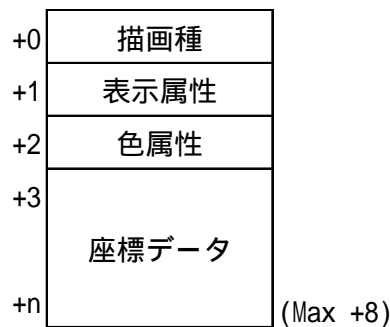 +0 描画種
+1 表示属性
+2 色属性
+3
座標データ
+n (Max +8)